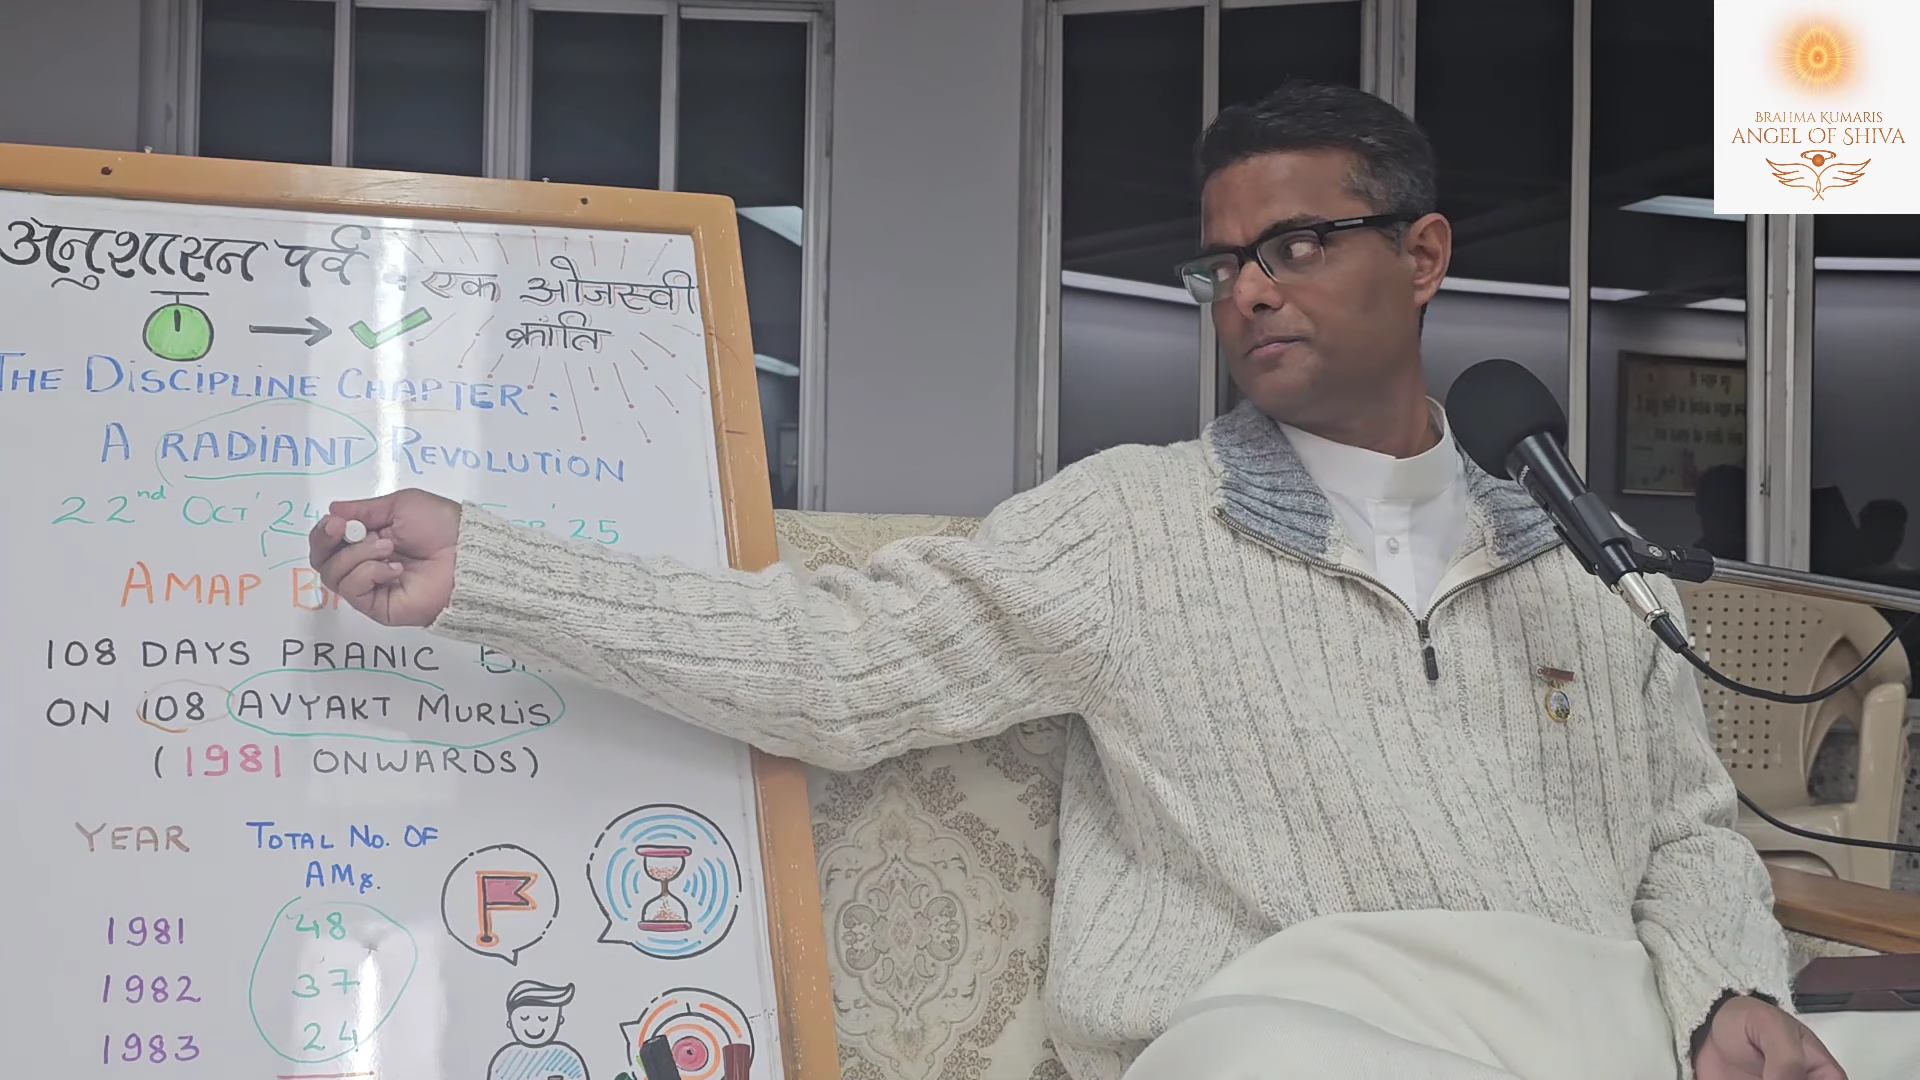 अनुशासन पर्व : एक ओजस्वी
क्रांति
THE DISCIPLINE CHAPTER :
A RADIANT REVOLUTION
22nd OCT' 24 25
AMAP
108 DAYS PRANIC
ON 108 AVYAKT MURLIS
(1981 ONWARDS)
YEAR TOTAL NO. OF
AMs.
1981 48
1982 37
1983 24
BRAHMA KUMARIS
ANGEL OF SHIVA